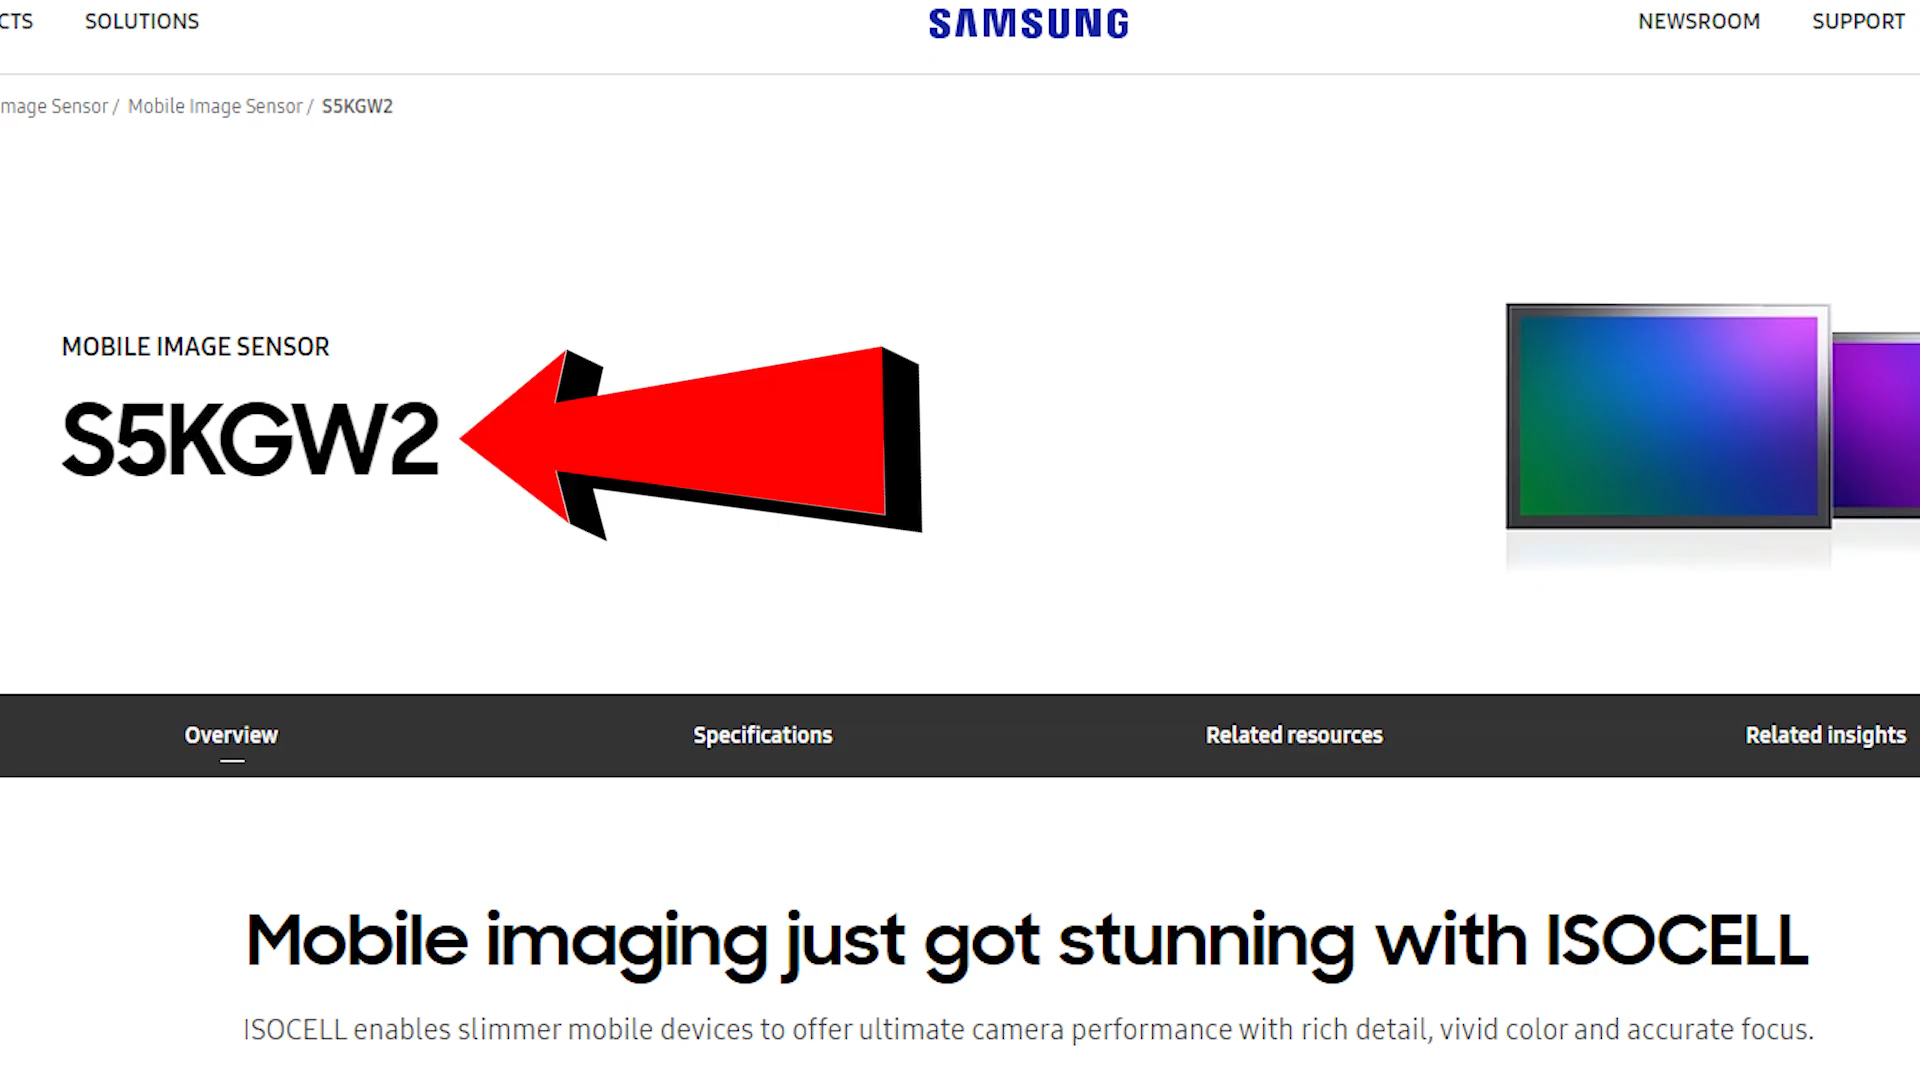 CTS SOLUTIONS SAMSUNG NEWSROOM SUPPORT
mage Sensor / Mobile Image Sensor / S5KGW2
MOBILE IMAGE SENSOR
S5KGW2
Overview Specifications Related resources Related insights
Mobile imaging just got stunning with ISOCELL
ISOCELL enables slimmer mobile devices to offer ultimate camera performance with rich detail, vivid color and accurate focus.